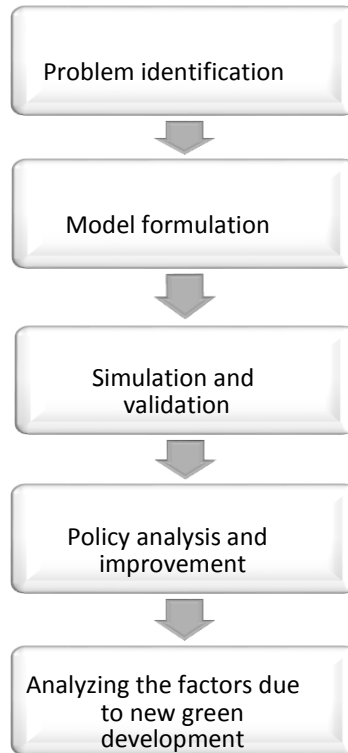 Problem identification
Model formulation
Simulation and
validation
Policy analysis and
improvement
Analyzing the factors due
to new green
development